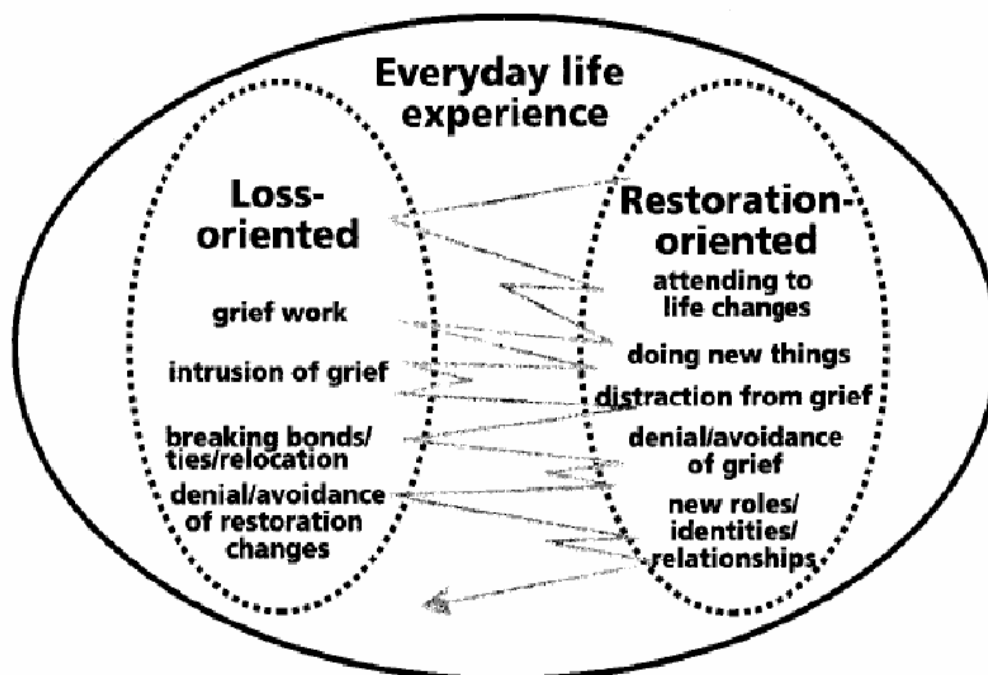 Everyday life
experience
Loss-
oriented
grief work
intrusion of grief
breaking bonds/
ties/relocation
denial/avoidance
of restoration
changes
Restoration-
oriented
attending to
life changes
doing new things
distraction from grief
denial/avoidance
of grief
new roles/
identities/
relationships